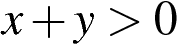 x + y > 0